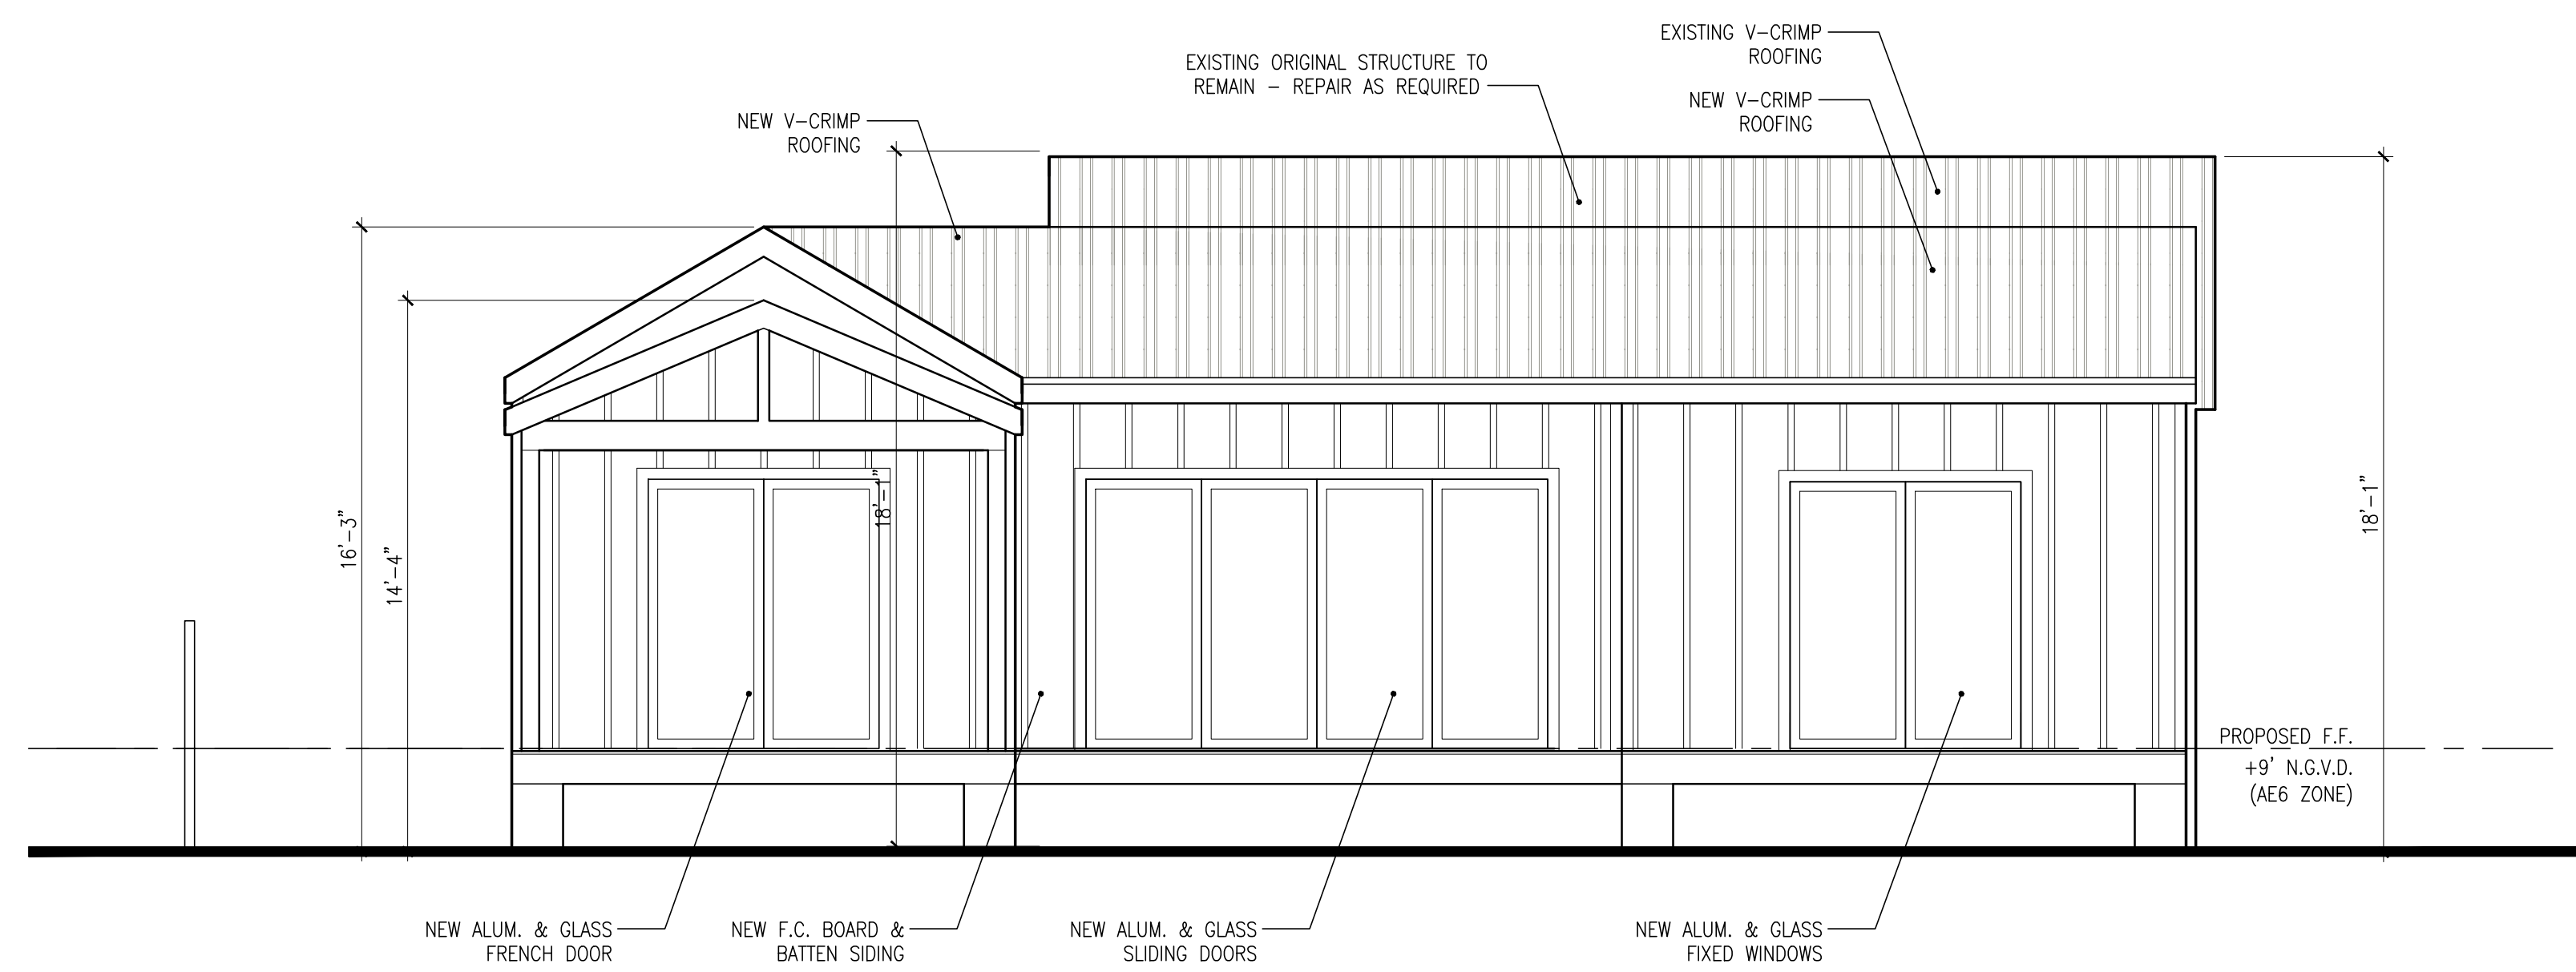 EXISTING V-CRIMP
ROOFING
EXISTING ORIGINAL STRUCTURE TO
REMAIN - REPAIR AS REQUIRED
NEW V-CRIMP
ROOFING
NEW V-CRIMP
ROOFING
16'-3"
14'-4"
18'-1"
18'-1"
PROPOSED F.F.
+9' N.G.V.D.
(AE6 ZONE)
NEW ALUM. & GLASS
FRENCH DOOR
NEW F.C. BOARD &
BATTEN SIDING
NEW ALUM. & GLASS
SLIDING DOORS
NEW ALUM. & GLASS
FIXED WINDOWS